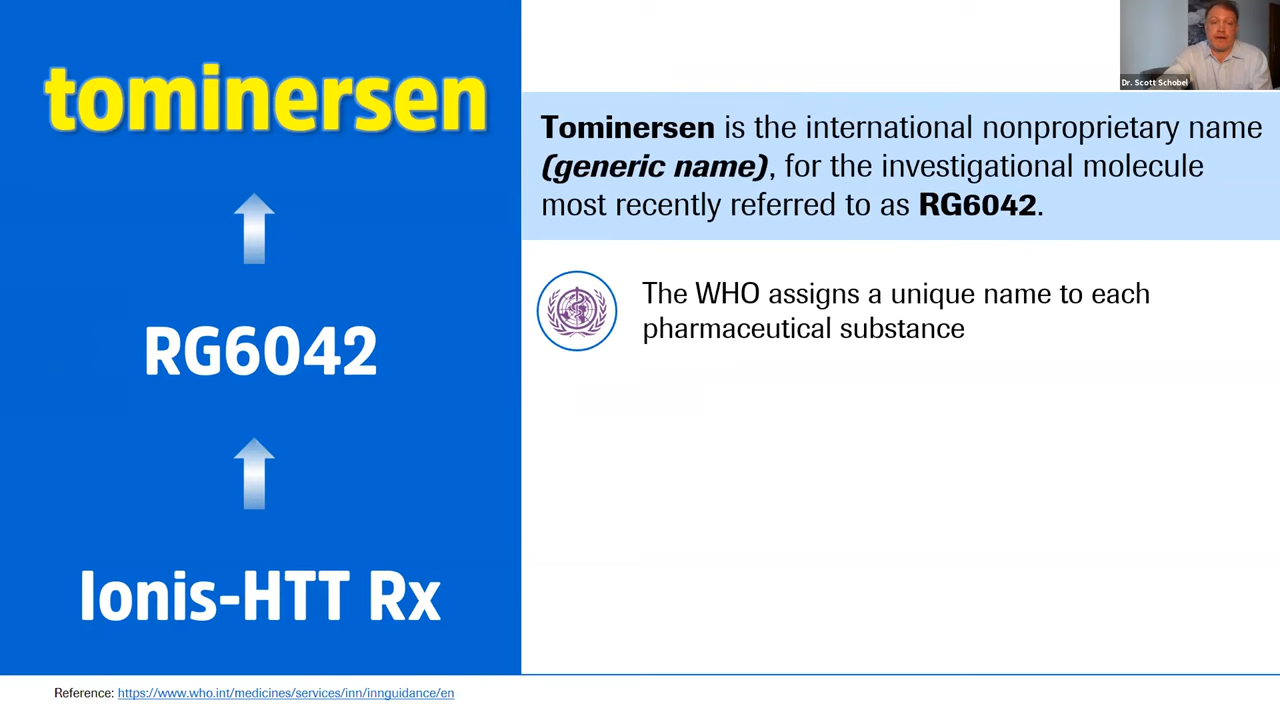 tominersen
RG6042
Ionis-HTT Rx
Dr. Scott Schobel
Tominersen is the international nonproprietary name
(generic name), for the investigational molecule
most recently referred to as RG6042.
The WHO assigns a unique name to each
pharmaceutical substance
Reference: https://www.who.int/medicines/services/inn/innguidance/en